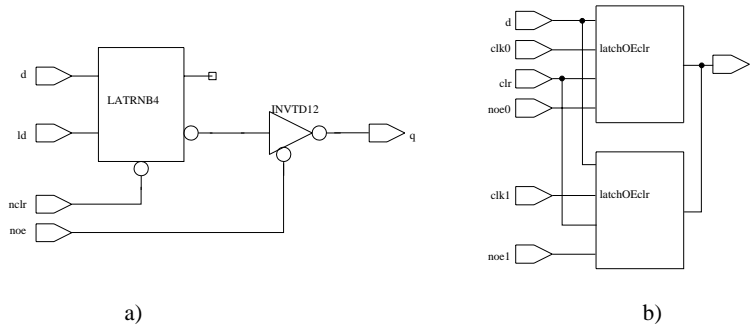 d
LATRNB4
ld
INVTD12
q
nclr
noe
a)
d
clk0
latchOEclr
clr
noe0
clk1
latchOEclr
noe1
b)